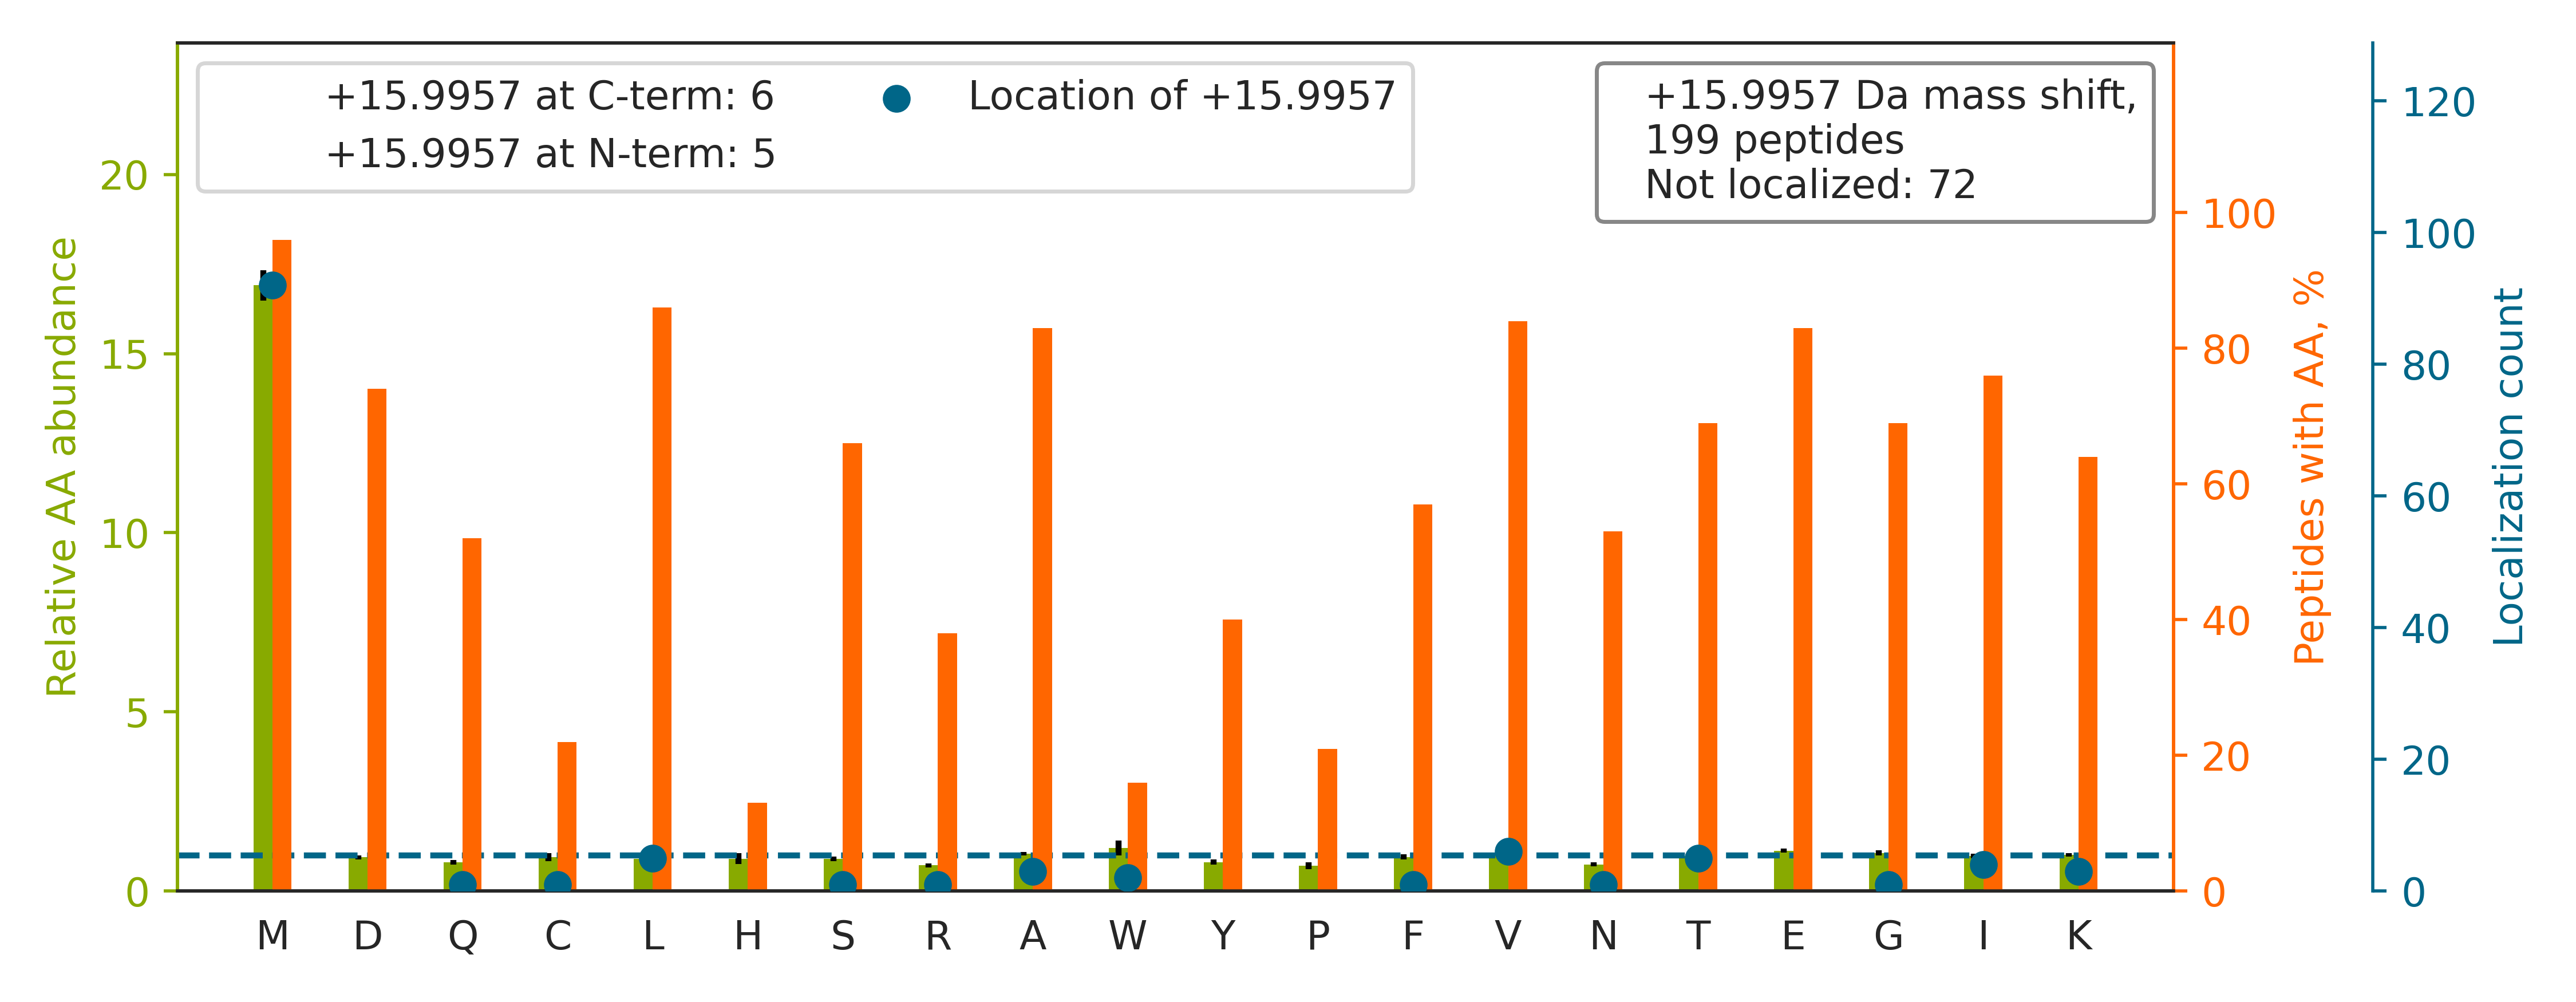 +15.9957 at C-term: 6
+15.9957 at N-term: 5
Location of +15.9957
+15.9957 Da mass shift,
199 peptides
Not localized: 72
Relative AA abundance
20
15
10
5
0
M D Q C L H S R A W Y P F V N T E G I K
100
80
60
40
20
0
Peptides with AA, %
120
100
80
60
40
20
0
Localization count